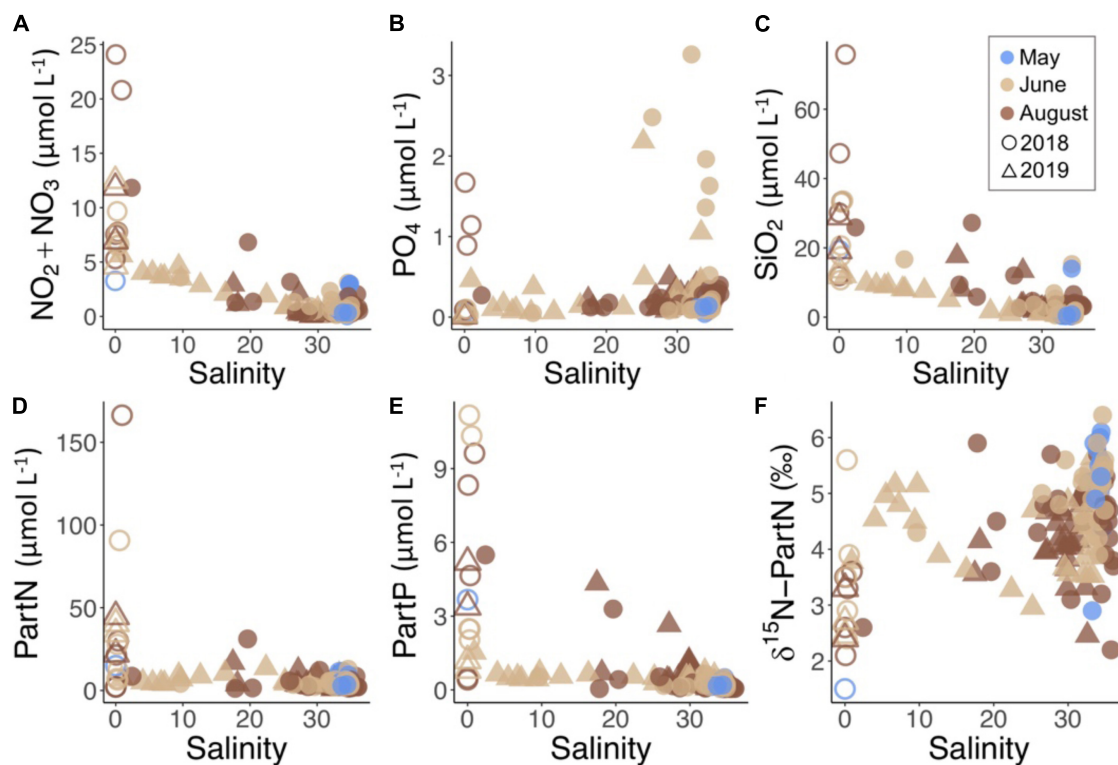 A
NO₂ + NO₃ (µmol L⁻¹)
25
20
15
10
5
0
0 10 20 30
Salinity
B
PO₄ (µmol L⁻¹)
3
2
1
0
0 10 20 30
Salinity
C
SiO₂ (µmol L⁻¹)
60
40
20
0
0 10 20 30
Salinity
May
June
August
2018
2019
D
PartN (µmol L⁻¹)
150
100
50
0
0 10 20 30
Salinity
E
PartP (µmol L⁻¹)
9
6
3
0
0 10 20 30
Salinity
F
δ¹⁵N–PartN (‰)
6
5
4
3
2
0 10 20 30
Salinity